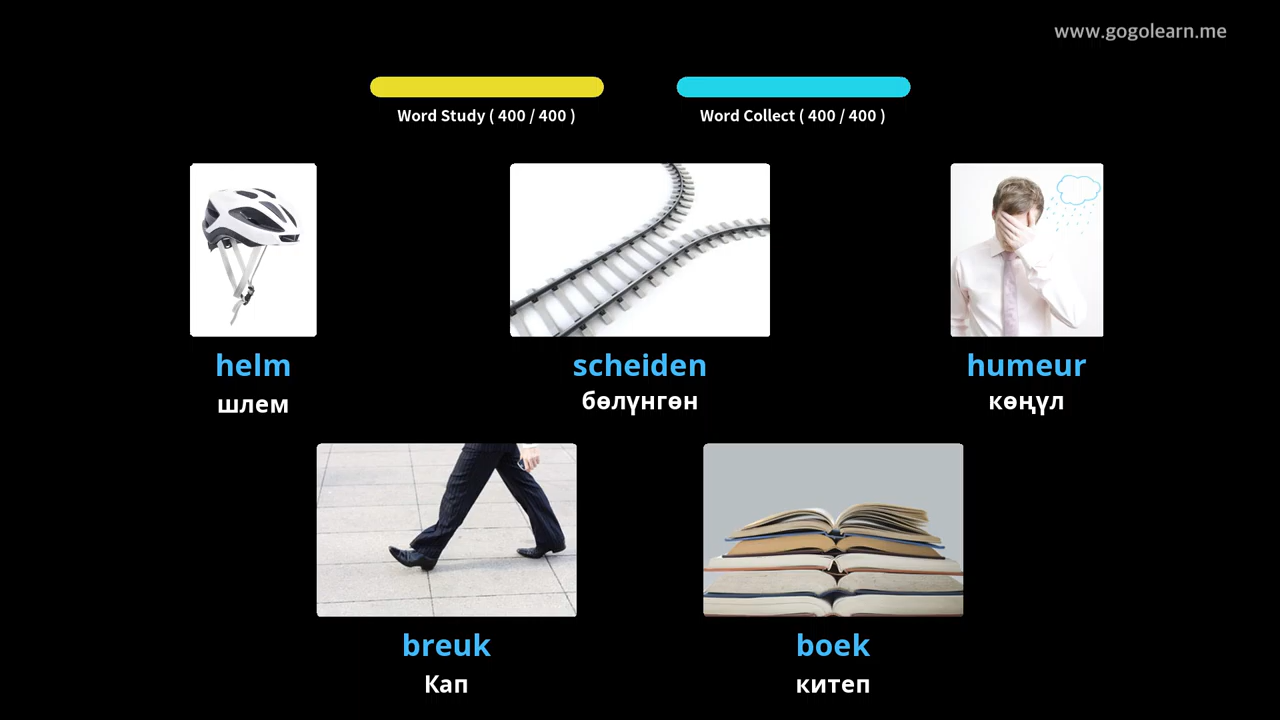 www.gogolearn.me
Word Study ( 400 / 400 )
Word Collect ( 400 / 400 )
helm
scheiden
humeur
шлем
бөлүнгөн
көңүл
breuk
boek
Кап
китеп